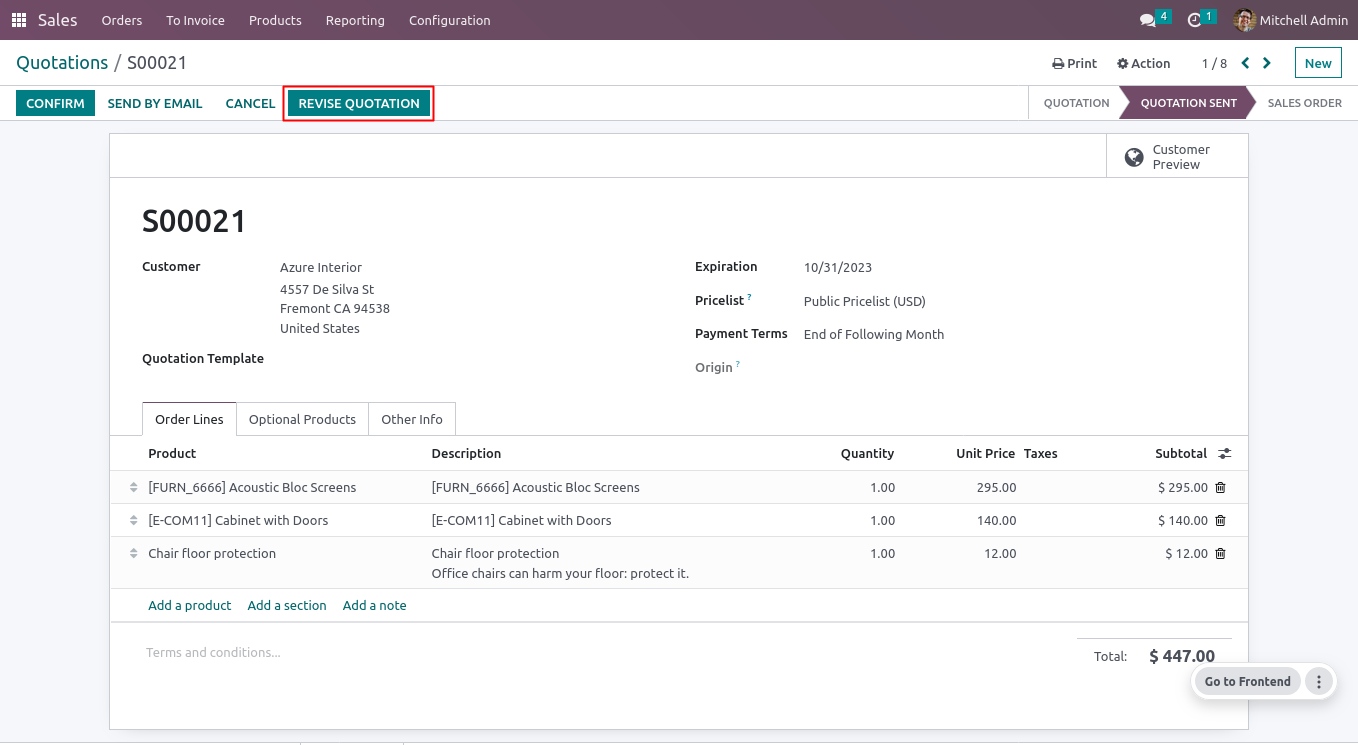 Sales Orders To Invoice Products Reporting Configuration 4 1 Mitchell Admin
Quotations / S00021 Print Action 1 / 8 New
CONFIRM SEND BY EMAIL CANCEL REVISE QUOTATION QUOTATION QUOTATION SENT SALES ORDER
Customer
Preview
S00021
Customer Azure Interior
4557 De Silva St
Fremont CA 94538
United States
Quotation Template
Expiration 10/31/2023
Pricelist ? Public Pricelist (USD)
Payment Terms End of Following Month
Origin ?
Order Lines Optional Products Other Info
Product Description Quantity Unit Price Taxes Subtotal
[FURN_6666] Acoustic Bloc Screens [FURN_6666] Acoustic Bloc Screens 1.00 295.00 $ 295.00
[E-COM11] Cabinet with Doors [E-COM11] Cabinet with Doors 1.00 140.00 $ 140.00
Chair floor protection Chair floor protection 1.00 12.00 $ 12.00
Office chairs can harm your floor: protect it.
Add a product Add a section Add a note
Terms and conditions...
Total: $ 447.00
Go to Frontend